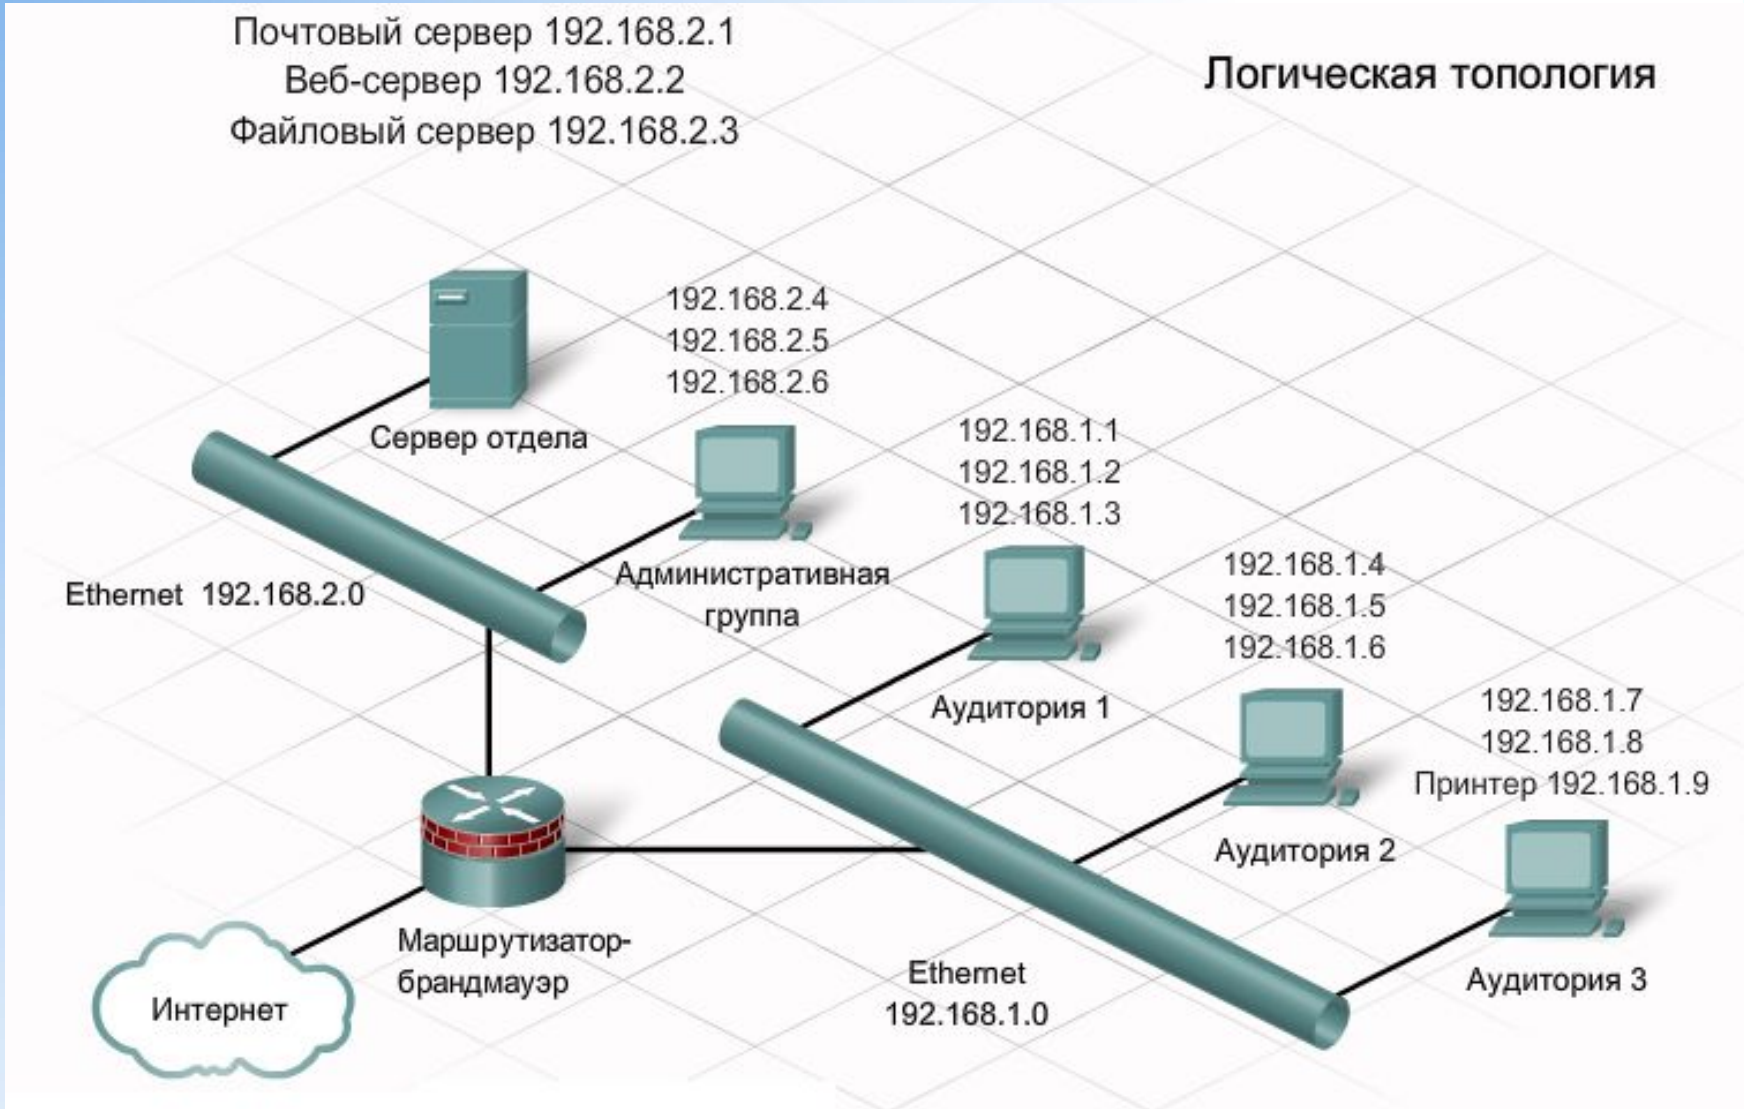 Почтовый сервер 192.168.2.1
Веб-сервер 192.168.2.2
Файловый сервер 192.168.2.3
Логическая топология
192.168.2.4
192.168.2.5
192.168.2.6
Сервер отдела
192.168.1.1
192.168.1.2
192.168.1.3
Административная
группа
Ethernet 192.168.2.0
192.168.1.4
192.168.1.5
192.168.1.6
Аудитория 1
192.168.1.7
192.168.1.8
Принтер 192.168.1.9
Аудитория 2
Маршрутизатор-
брандмауэр
Ethernet
192.168.1.0
Аудитория 3
Интернет